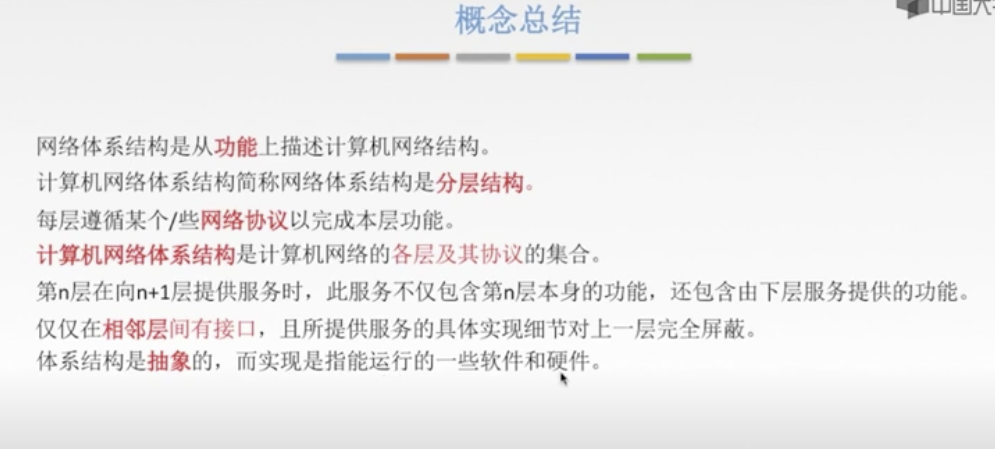 中国大
概念总结
网络体系结构是从功能上描述计算机网络结构。
计算机网络体系结构简称网络体系结构是分层结构。
每层遵循某个/些网络协议以完成本层功能。
计算机网络体系结构是计算机网络的各层及其协议的集合。
第n层在向n+1层提供服务时，此服务不仅包含第n层本身的功能，还包含由下层服务提供的功能。
仅仅在相邻层间有接口，且所提供服务的具体实现细节对上一层完全屏蔽。
体系结构是抽象的，而实现是指能运行的一些软件和硬件。